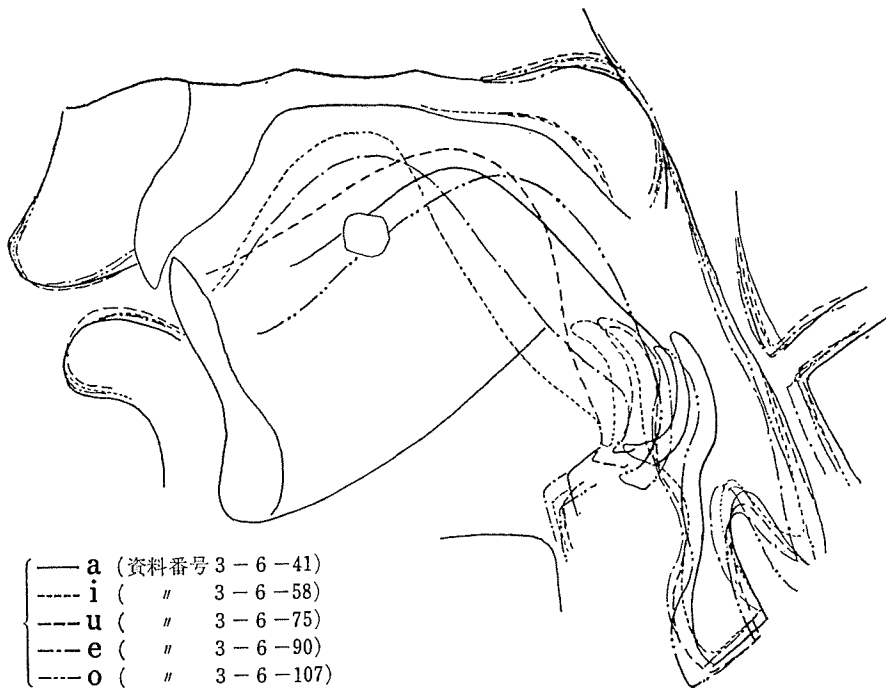 a (資料番号 3-6-41)
i ( 〃 3-6-58)
u ( 〃 3-6-75)
e ( 〃 3-6-90)
o ( 〃 3-6-107)